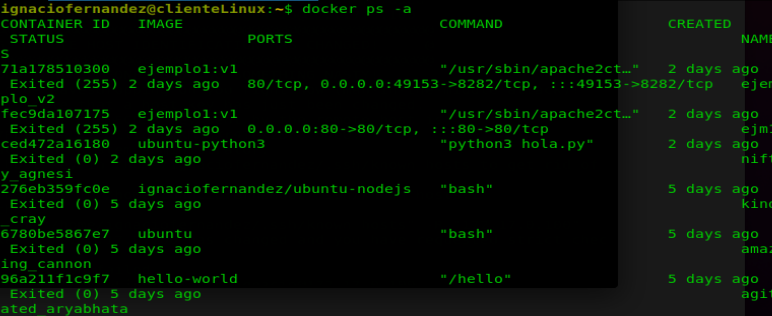 ignaciofernandez@clienteLinux:~$ docker ps -a
CONTAINER ID   IMAGE                           COMMAND                  CREATED
 STATUS                   PORTS                                                   NAME
S
71a178510300   ejemplo1:v1                     "/usr/sbin/apache2ct…"   2 days ago
 Exited (255) 2 days ago   80/tcp, 0.0.0.0:49153->8282/tcp, :::49153->8282/tcp   ejem
plo_v2
fec9da107175   ejemplo1:v1                     "/usr/sbin/apache2ct…"   2 days ago
 Exited (255) 2 days ago   0.0.0.0:80->80/tcp, :::80->80/tcp                     ejm1
ced472a16180   ubuntu-python3                  "python3 hola.py"        2 days ago
 Exited (0) 2 days ago                                                           nift
y_agnesi
276eb359fc0e   ignaciofernandez/ubuntu-nodejs  "bash"                   5 days ago
 Exited (0) 5 days ago                                                           kind
_cray
6780be5867e7   ubuntu                          "bash"                   5 days ago
 Exited (0) 5 days ago                                                           amaz
ing_cannon
96a211f1c9f7   hello-world                     "/hello"                 5 days ago
 Exited (0) 5 days ago                                                           agit
ated_aryabhata